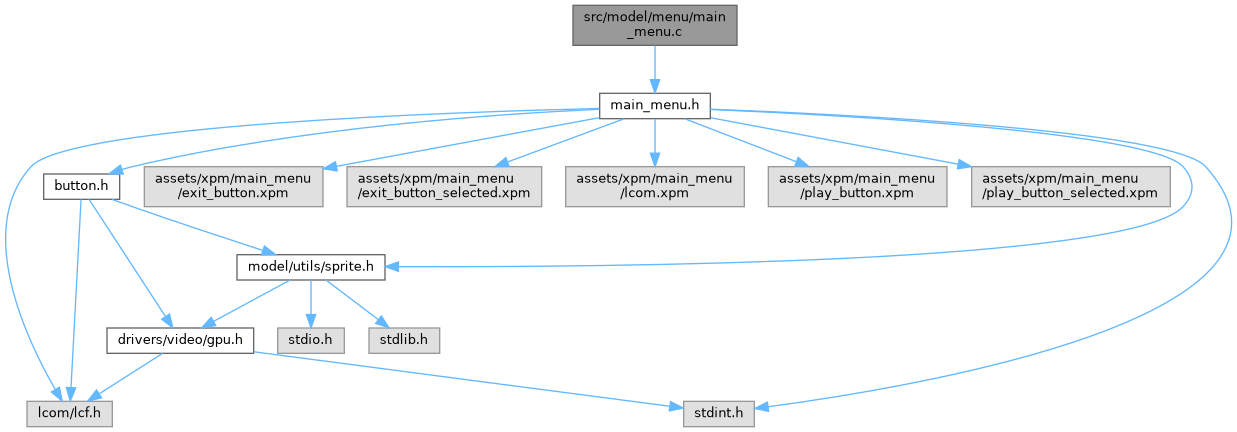 src/model/menu/main
_menu.c
main_menu.h
button.h
assets/xpm/main_menu
/exit_button.xpm
assets/xpm/main_menu
/exit_button_selected.xpm
assets/xpm/main_menu
/lcom.xpm
assets/xpm/main_menu
/play_button.xpm
assets/xpm/main_menu
/play_button_selected.xpm
model/utils/sprite.h
drivers/video/gpu.h
stdio.h
stdlib.h
lcom/lcf.h
stdint.h